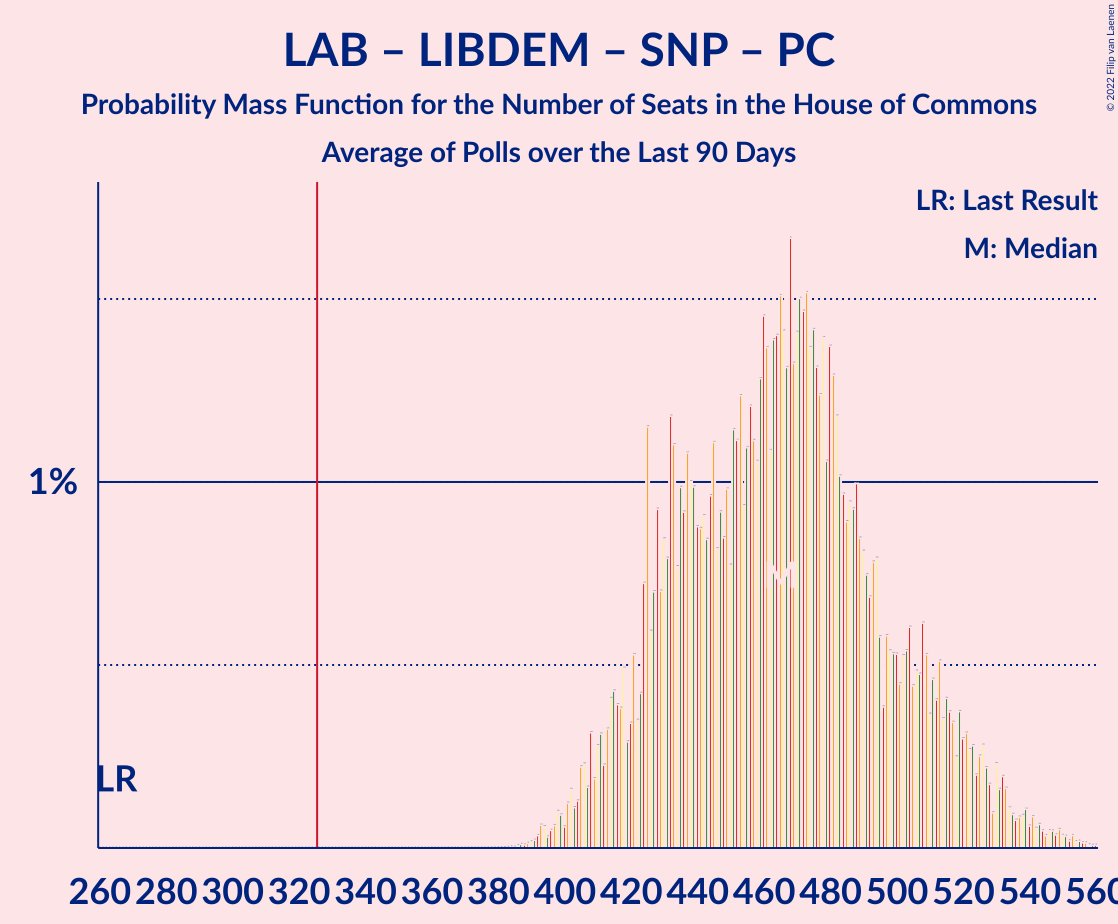 LAB – LIBDEM – SNP – PC
Probability Mass Function for the Number of Seats in the House of Commons
Average of Polls over the Last 90 Days
© 2022 Filip van Laenen
LR: Last Result
M: Median
1%
LR
M
260 280 300 320 340 360 380 400 420 440 460 480 500 520 540 560